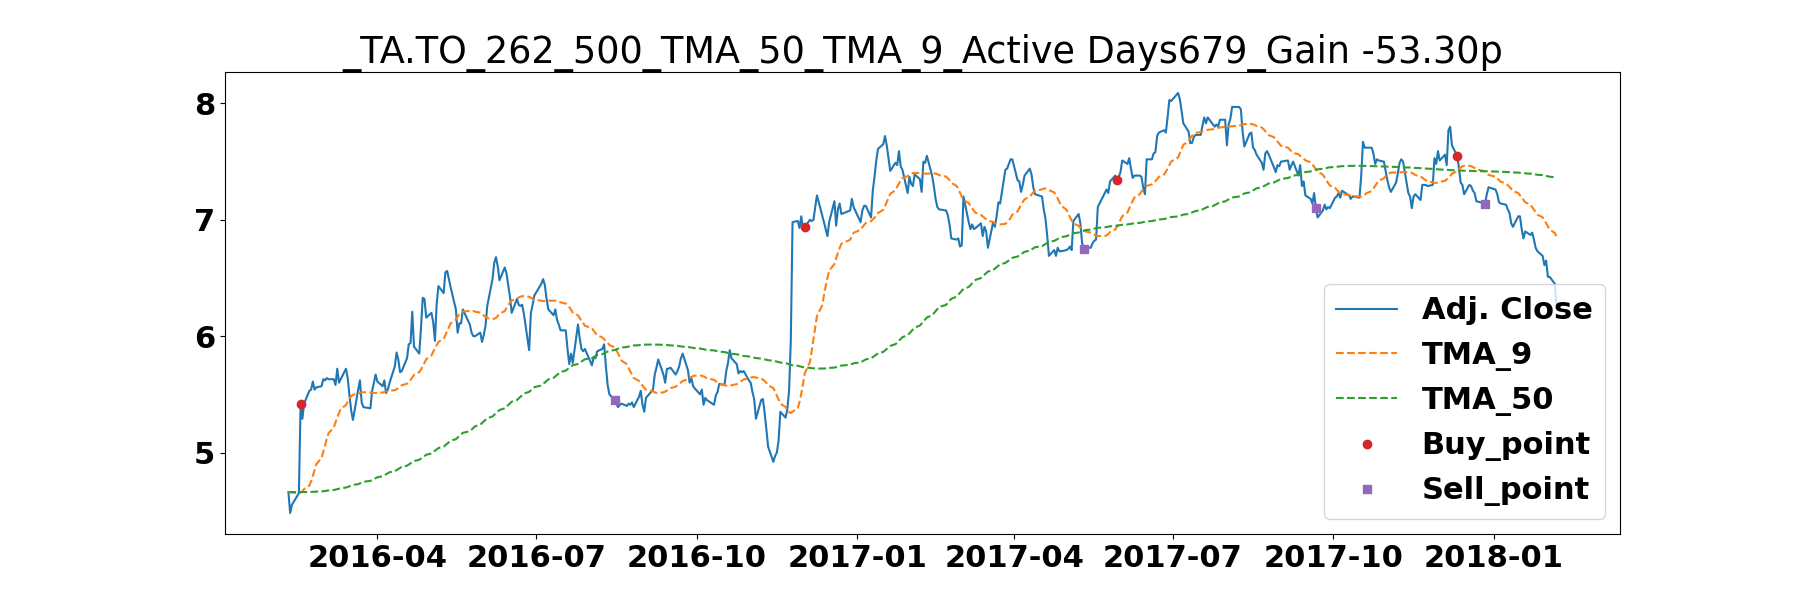 _TA.TO_262_500_TMA_50_TMA_9_Active Days679_Gain -53.30p
8
7
6
5
Adj. Close
TMA_9
TMA_50
Buy_point
Sell_point
2016-04 2016-07 2016-10 2017-01 2017-04 2017-07 2017-10 2018-01